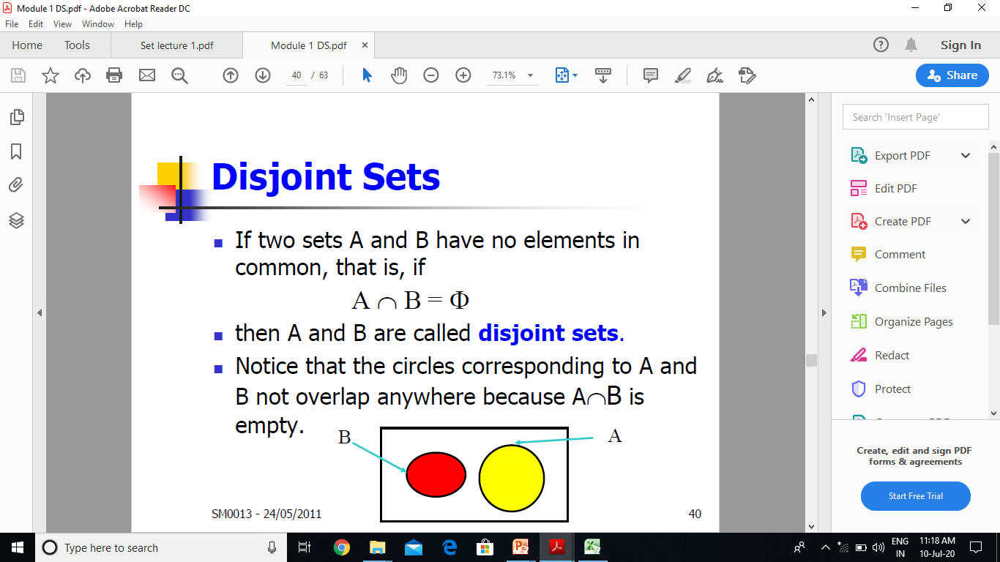 Module 1 DS.pdf - Adobe Acrobat Reader DC
File Edit View Window Help
Home Tools Set lecture 1.pdf Module 1 DS.pdf × Sign In
40 / 63 73.1% Share
Search 'Insert Page'
Export PDF
Edit PDF
Create PDF
Comment
Combine Files
Organize Pages
Redact
Protect
Create, edit and sign PDF
forms & agreements
Start Free Trial
Disjoint Sets
If two sets A and B have no elements in
common, that is, if
A ∩ B = Φ
then A and B are called disjoint sets.
Notice that the circles corresponding to A and
B not overlap anywhere because A∩B is
empty.
B A
SM0013 - 24/05/2011 40
Type here to search
ENG 11:18 AM
IN 10-Jul-20